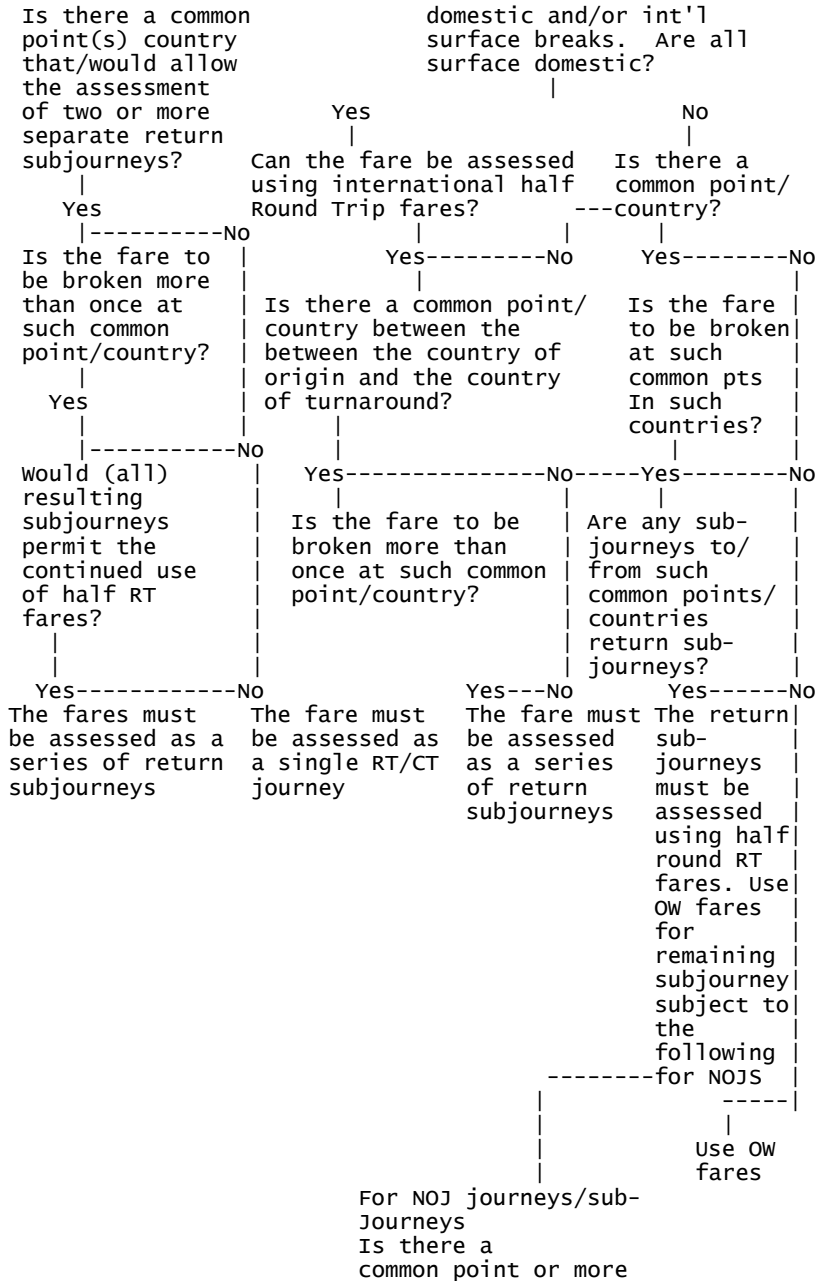 Is there a common domestic and/or int'l
point(s) country surface breaks. Are all
that/would allow surface domestic?
the assessment |
of two or more Yes No
separate return | |
subjourneys? Can the fare be assessed Is there a
| using international half common point/
Yes Round Trip fares? ---country?
|----------No | | |
Is the fare to | Yes---------No Yes--------No
be broken more | | |
than once at | Is there a common point/ Is the fare |
such common | country between the to be broken|
point/country? | between the country of at such |
| | origin and the country common pts |
Yes | of turnaround? In such |
| | | countries? |
|-----------No | | |
Would (all) | Yes---------------No-----Yes--------No
resulting | | | | |
subjourneys | Is the fare to be | Are any sub- |
permit the | broken more than | journeys to/ |
continued use | once at such common | from such |
of half RT | point/country? | common points/ |
fares? | | countries |
| | | return sub- |
| | | journeys? |
Yes------------No Yes---No Yes------No
The fares must The fare must The fare must The return|
be assessed as a be assessed as be assessed sub- |
series of return a single RT/CT as a series journeys |
subjourneys journey of return must be |
subjourneys assessed |
using half|
round RT |
fares. Use|
OW fares |
for |
remaining |
subjourney|
subject to|
the |
following |
--------for NOJS |
| -----|
| |
| Use OW
| fares
For NOJ journeys/sub-
Journeys
Is there a
common point or more